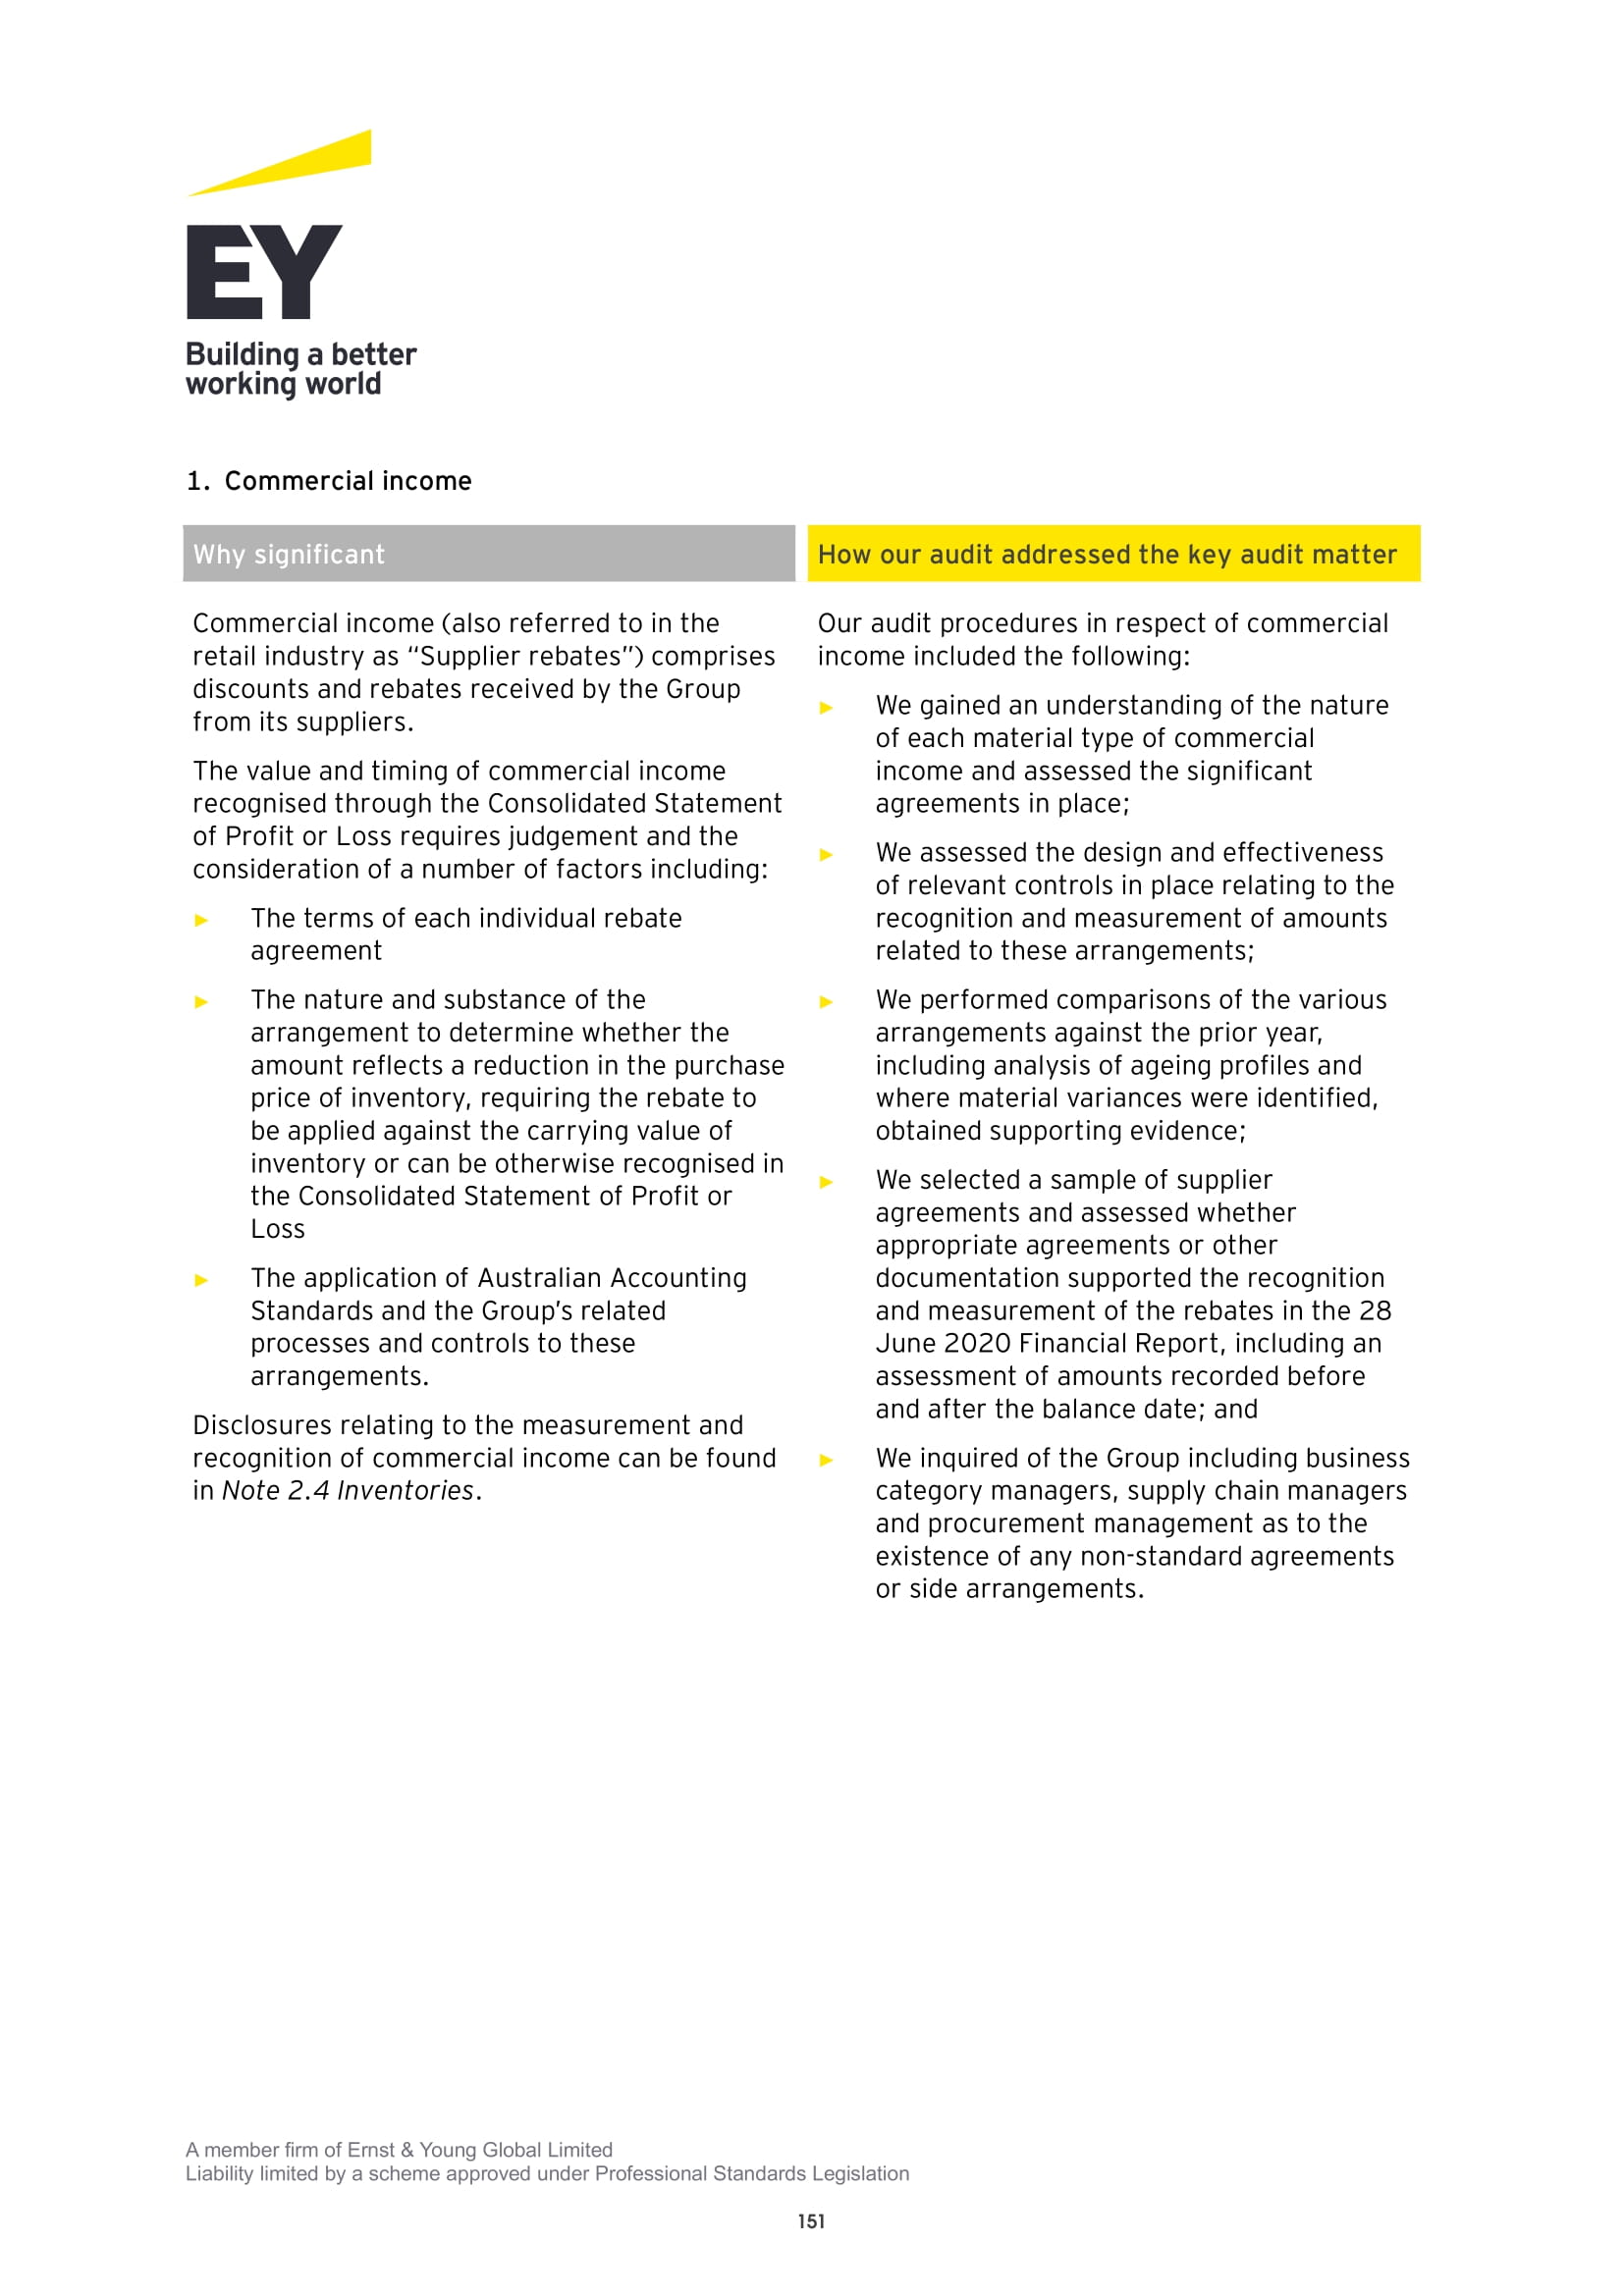 EY
Building a better
working world
1. Commercial income
Why significant
Commercial income (also referred to in the
retail industry as “Supplier rebates”) comprises
discounts and rebates received by the Group
from its suppliers.
The value and timing of commercial income
recognised through the Consolidated Statement
of Profit or Loss requires judgement and the
consideration of a number of factors including:
► The terms of each individual rebate
agreement
► The nature and substance of the
arrangement to determine whether the
amount reflects a reduction in the purchase
price of inventory, requiring the rebate to
be applied against the carrying value of
inventory or can be otherwise recognised in
the Consolidated Statement of Profit or
Loss
► The application of Australian Accounting
Standards and the Group’s related
processes and controls to these
arrangements.
Disclosures relating to the measurement and
recognition of commercial income can be found
in Note 2.4 Inventories.
How our audit addressed the key audit matter
Our audit procedures in respect of commercial
income included the following:
► We gained an understanding of the nature
of each material type of commercial
income and assessed the significant
agreements in place;
► We assessed the design and effectiveness
of relevant controls in place relating to the
recognition and measurement of amounts
related to these arrangements;
► We performed comparisons of the various
arrangements against the prior year,
including analysis of ageing profiles and
where material variances were identified,
obtained supporting evidence;
► We selected a sample of supplier
agreements and assessed whether
appropriate agreements or other
documentation supported the recognition
and measurement of the rebates in the 28
June 2020 Financial Report, including an
assessment of amounts recorded before
and after the balance date; and
► We inquired of the Group including business
category managers, supply chain managers
and procurement management as to the
existence of any non-standard agreements
or side arrangements.
A member firm of Ernst & Young Global Limited
Liability limited by a scheme approved under Professional Standards Legislation
151